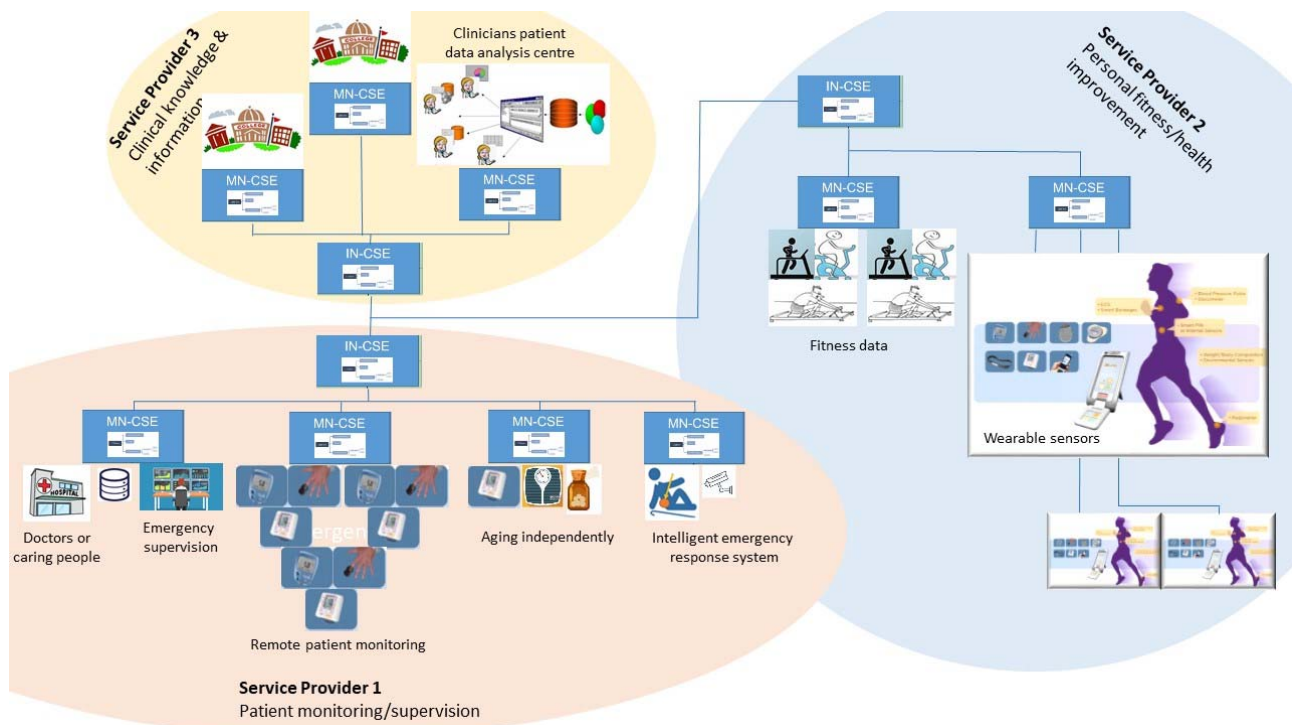 Service Provider 3
Clinical knowledge &
information
COLLEGE
MN-CSE
COLLEGE
MN-CSE
Clinicians patient
data analysis centre
MN-CSE
IN-CSE
Service Provider 2
Personal fitness/health
improvement
IN-CSE
MN-CSE
MN-CSE
Fitness data
Wearable sensors
IN-CSE
MN-CSE
MN-CSE
MN-CSE
MN-CSE
HOSPITAL
Doctors or
caring people
Emergency
supervision
Remote patient monitoring
Aging independently
Intelligent emergency
response system
Service Provider 1
Patient monitoring/supervision